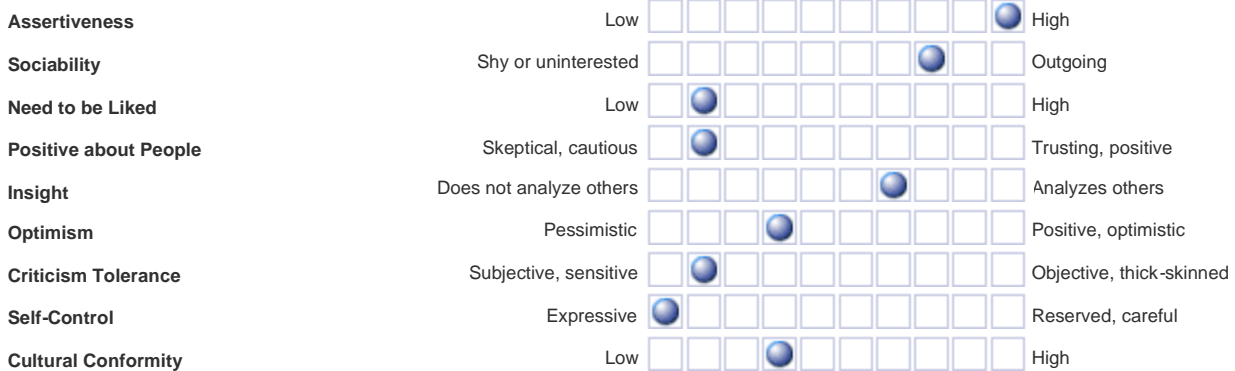 Assertiveness Low High
Sociability Shy or uninterested Outgoing
Need to be Liked Low High
Positive about People Skeptical, cautious Trusting, positive
Insight Does not analyze others Analyzes others
Optimism Pessimistic Positive, optimistic
Criticism Tolerance Subjective, sensitive Objective, thick-skinned
Self-Control Expressive Reserved, careful
Cultural Conformity Low High